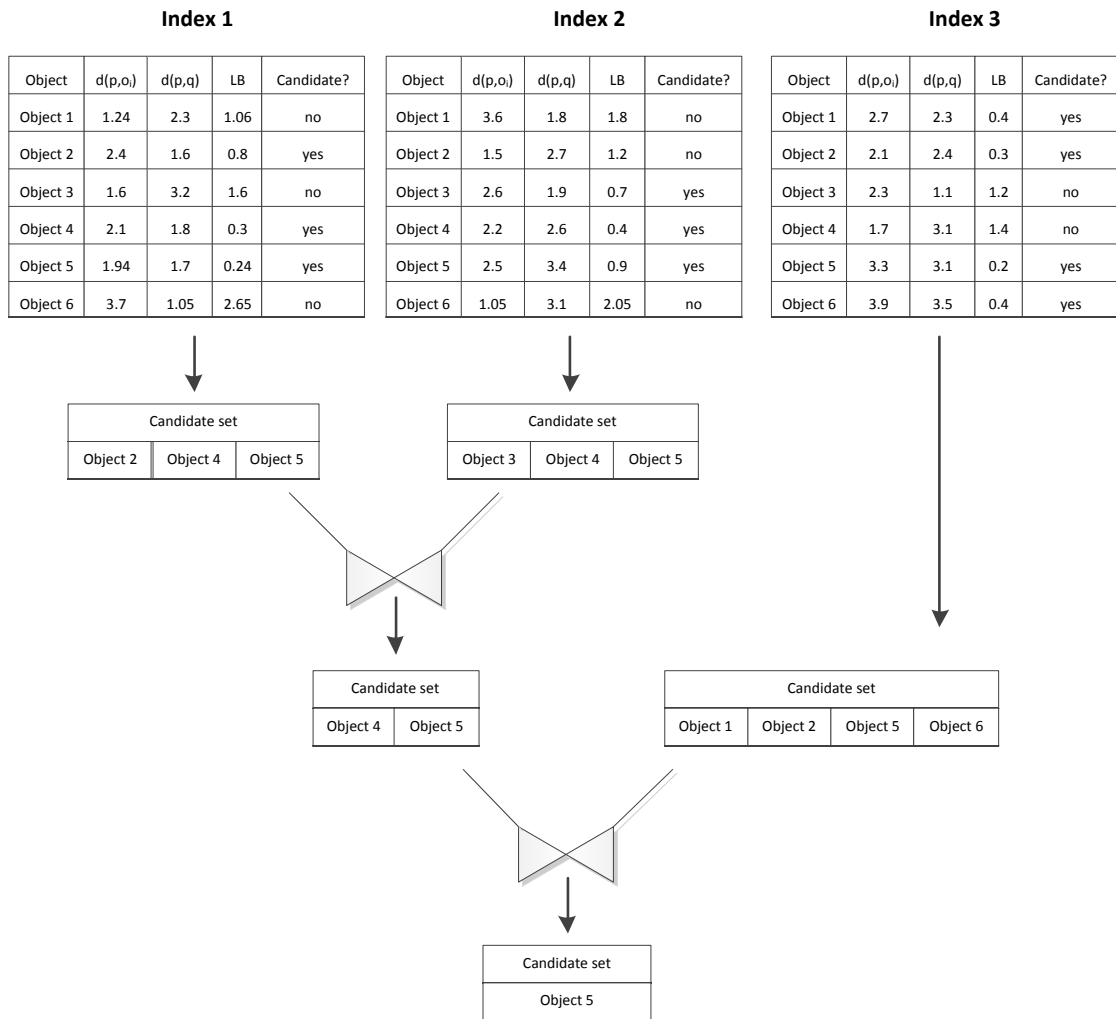 Index 1 Index 2 Index 3
Object d(p,oᵢ) d(p,q) LB Candidate? Object d(p,oᵢ) d(p,q) LB Candidate? Object d(p,oᵢ) d(p,q) LB Candidate?
Object 1 1.24 2.3 1.06 no Object 1 3.6 1.8 1.8 no Object 1 2.7 2.3 0.4 yes
Object 2 2.4 1.6 0.8 yes Object 2 1.5 2.7 1.2 no Object 2 2.1 2.4 0.3 yes
Object 3 1.6 3.2 1.6 no Object 3 2.6 1.9 0.7 yes Object 3 2.3 1.1 1.2 no
Object 4 2.1 1.8 0.3 yes Object 4 2.2 2.6 0.4 yes Object 4 1.7 3.1 1.4 no
Object 5 1.94 1.7 0.24 yes Object 5 2.5 3.4 0.9 yes Object 5 3.3 3.1 0.2 yes
Object 6 3.7 1.05 2.65 no Object 6 1.05 3.1 2.05 no Object 6 3.9 3.5 0.4 yes
Candidate set Candidate set
Object 2 Object 4 Object 5 Object 3 Object 4 Object 5
Candidate set Candidate set
Object 4 Object 5 Object 1 Object 2 Object 5 Object 6
Candidate set
Object 5